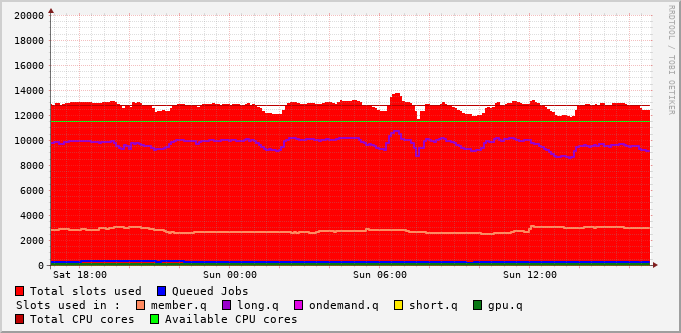 20000
18000
16000
14000
12000
10000
8000
6000
4000
2000
0
Sat 18:00 Sun 00:00 Sun 06:00 Sun 12:00
RRDTOOL / TOBI OETIKER
Total slots used Queued Jobs
Slots used in : member.q long.q ondemand.q short.q gpu.q
Total CPU cores Available CPU cores